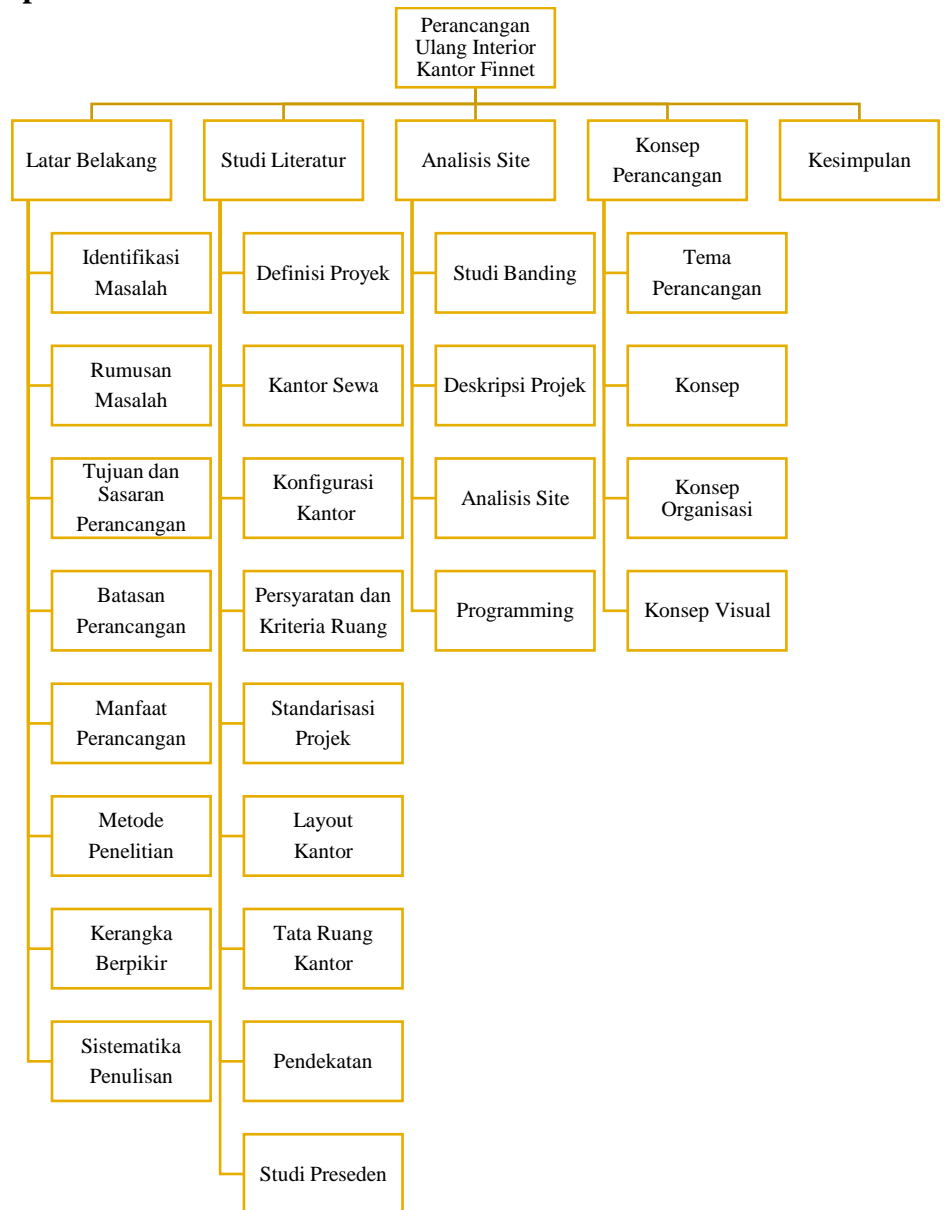 Perancangan
Ulang Interior
Kantor Finnet
Latar Belakang
Studi Literatur
Analisis Site
Konsep
Perancangan
Kesimpulan
Identifikasi
Masalah
Rumusan
Masalah
Tujuan dan
Sasaran
Perancangan
Batasan
Perancangan
Manfaat
Perancangan
Metode
Penelitian
Kerangka
Berpikir
Sistematika
Penulisan
Definisi Proyek
Kantor Sewa
Konfigurasi
Kantor
Persyaratan dan
Kriteria Ruang
Standarisasi
Projek
Layout
Kantor
Tata Ruang
Kantor
Pendekatan
Studi Preseden
Studi Banding
Deskripsi Projek
Analisis Site
Programming
Tema
Perancangan
Konsep
Konsep
Organisasi
Konsep Visual